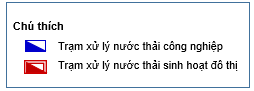 Chú thích
Trạm xử lý nước thải công nghiệp
Trạm xử lý nước thải sinh hoạt đô thị